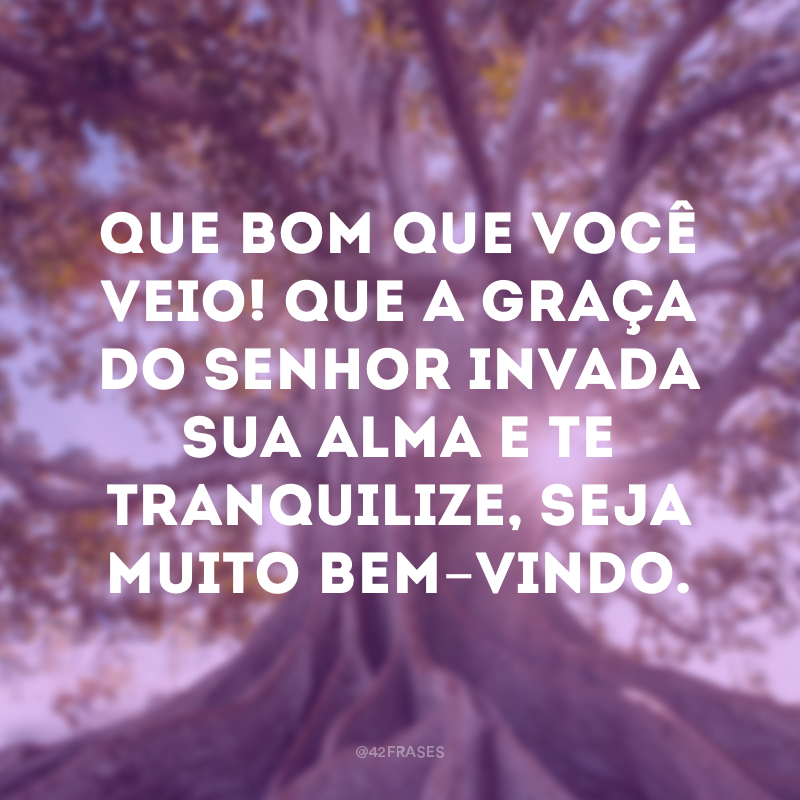 QUE BOM QUE VOCÊ
VEIO! QUE A GRAÇA
DO SENHOR INVADA
SUA ALMA E TE
TRANQUILIZE, SEJA
MUITO BEM–VINDO.
@42FRASES